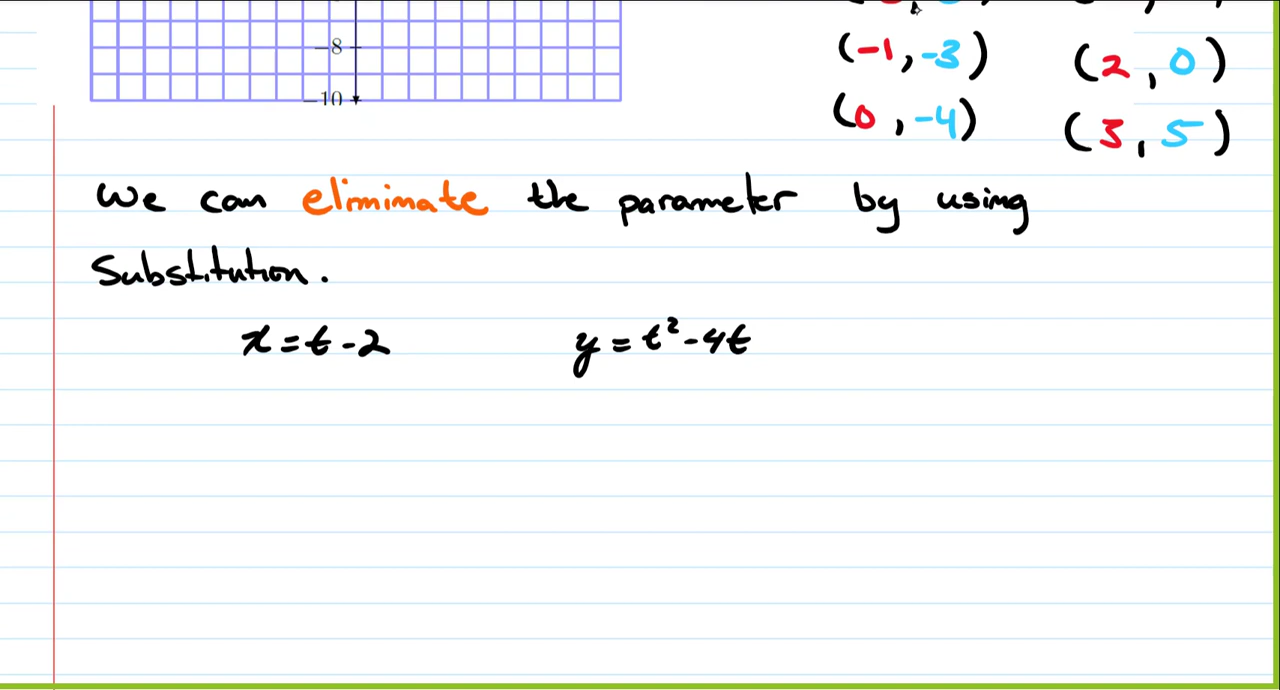 -8
-10
(-1,-3) (2,0)
(0,-4) (3,5)
We can eliminate the parameter by using
Substitution.
x=t-2 y=t²-4t